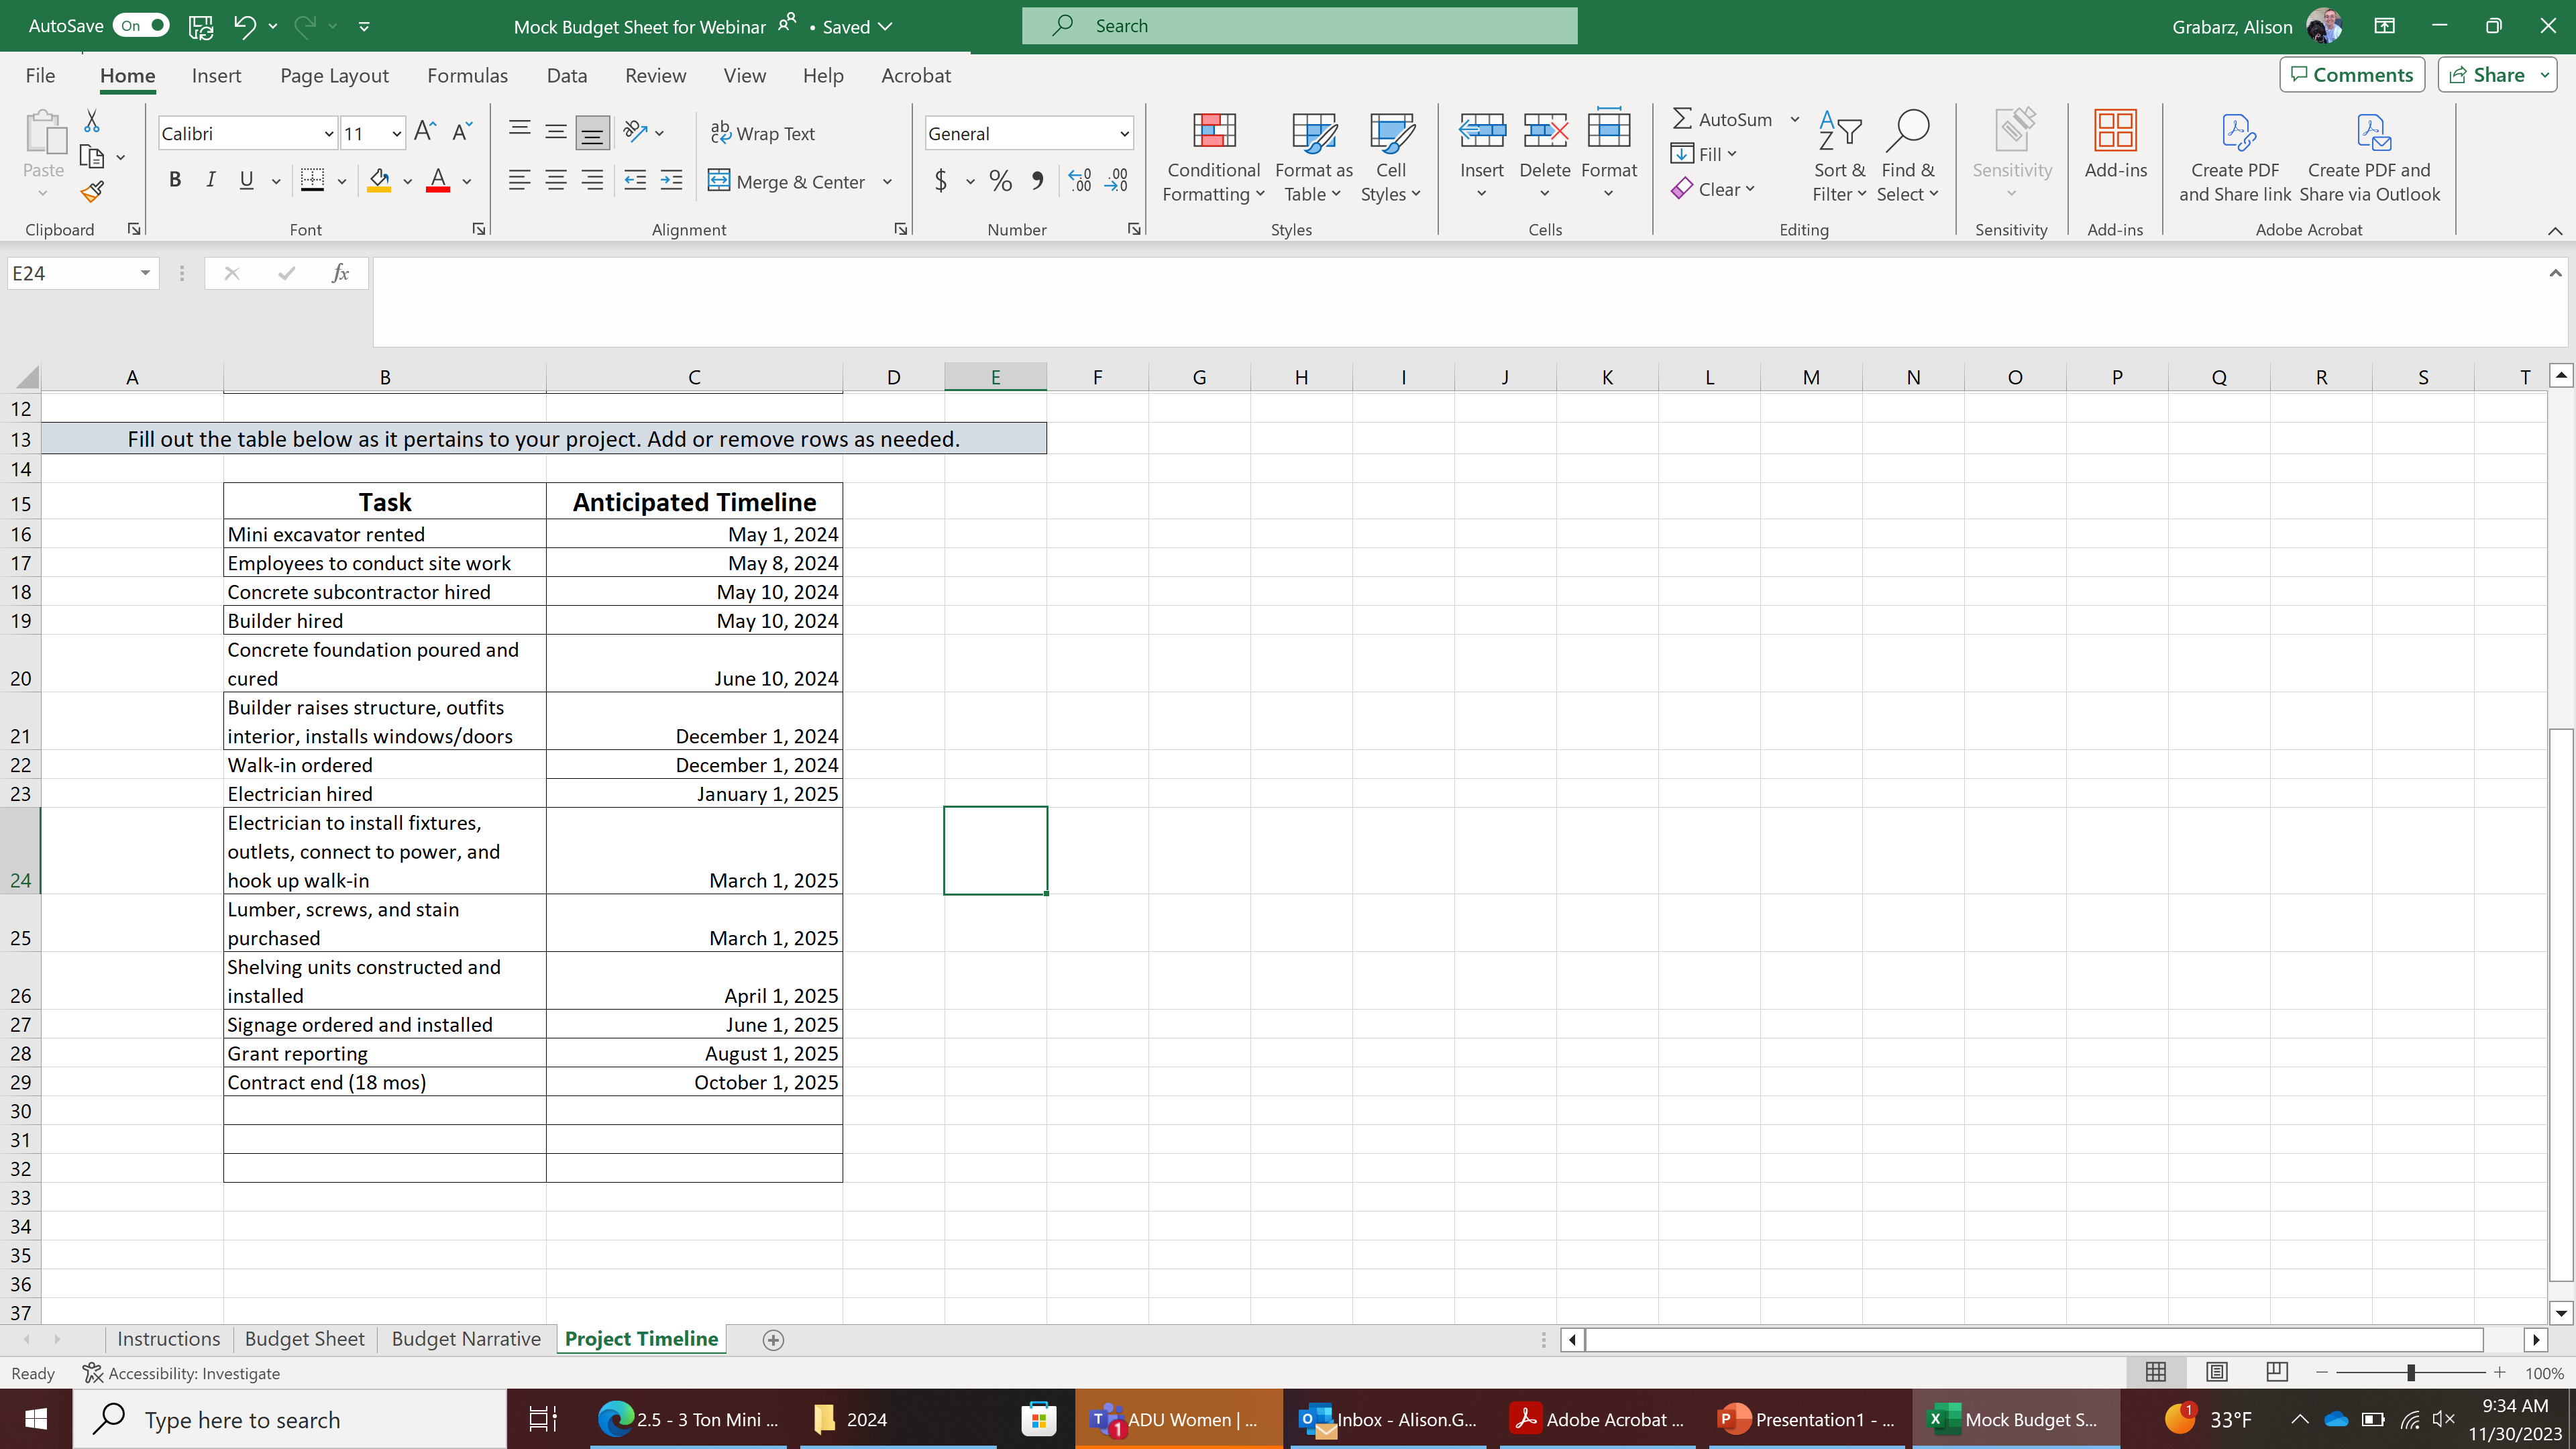 AutoSave On Mock Budget Sheet for Webinar • Saved Search Grabarz, Alison
File Home Insert Page Layout Formulas Data Review View Help Acrobat Comments Share
Paste
Calibri 11
Wrap Text
Merge & Center
General
Conditional Formatting
Format as Table
Cell Styles
Insert
Delete
Format
AutoSum
Fill
Clear
Sort & Filter
Find & Select
Sensitivity
Add-ins
Create PDF and Share link
Create PDF and Share via Outlook
Clipboard Font Alignment Number Styles Cells Editing Sensitivity Add-ins Adobe Acrobat
E24 fx
A B C D E F G H I J K L M N O P Q R S T
12
13 Fill out the table below as it pertains to your project. Add or remove rows as needed.
14
15 Task Anticipated Timeline
16 Mini excavator rented May 1, 2024
17 Employees to conduct site work May 8, 2024
18 Concrete subcontractor hired May 10, 2024
19 Builder hired May 10, 2024
Concrete foundation poured and
20 cured June 10, 2024
Builder raises structure, outfits
21 interior, installs windows/doors December 1, 2024
22 Walk-in ordered December 1, 2024
23 Electrician hired January 1, 2025
Electrician to install fixtures,
outlets, connect to power, and
24 hook up walk-in March 1, 2025
Lumber, screws, and stain
25 purchased March 1, 2025
Shelving units constructed and
26 installed April 1, 2025
27 Signage ordered and installed June 1, 2025
28 Grant reporting August 1, 2025
29 Contract end (18 mos) October 1, 2025
30
31
32
33
34
35
36
37
Instructions Budget Sheet Budget Narrative Project Timeline
Ready Accessibility: Investigate 100%
Type here to search 2.5 - 3 Ton Mini ... 2024 ADU Women | ... Inbox - Alison.G... Adobe Acrobat ... Presentation1 - ... Mock Budget S... 33°F 9:34 AM
11/30/2023